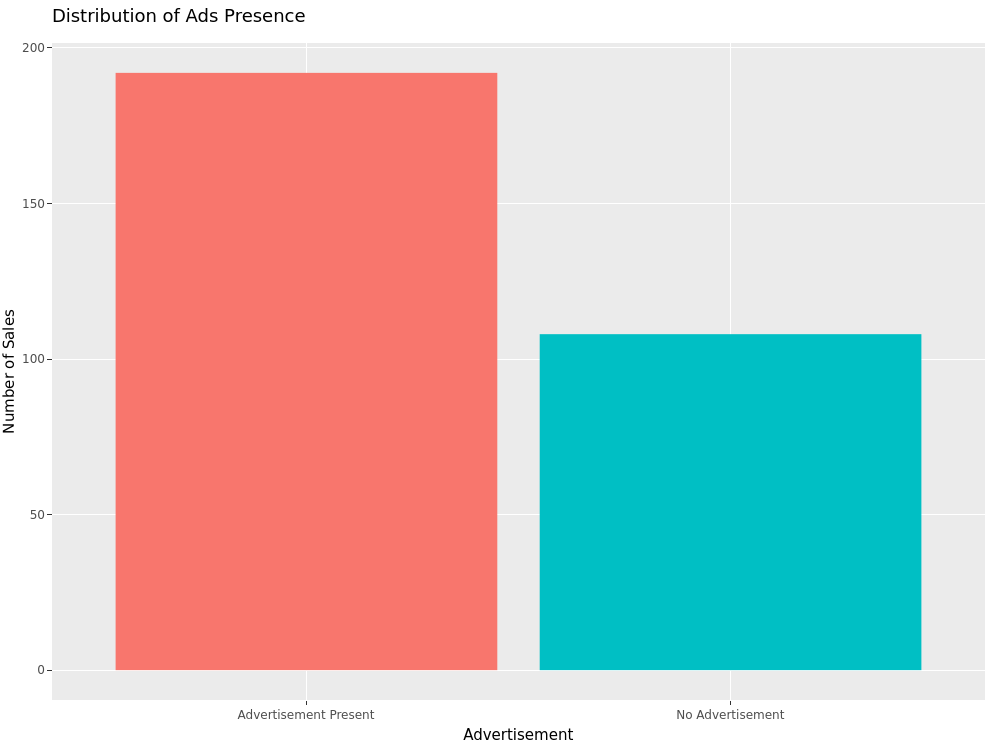 Distribution of Ads Presence
200
150
100
50
0
Number of Sales
Advertisement Present
No Advertisement
Advertisement